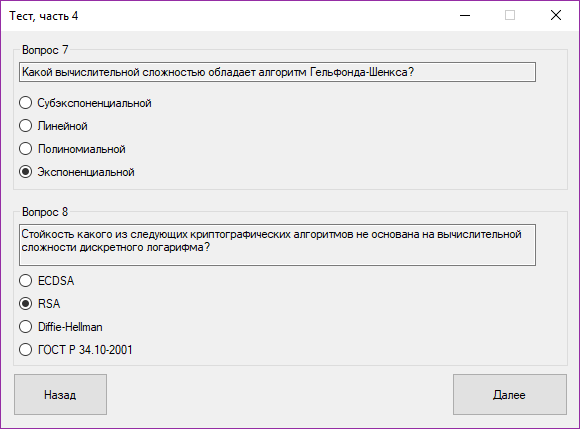 Тест, часть 4
Вопрос 7
Какой вычислительной сложностью обладает алгоритм Гельфонда-Шенкса?
Субэкспоненциальной
Линейной
Полиномиальной
Экспоненциальной
Вопрос 8
Стойкость какого из следующих криптографических алгоритмов не основана на вычислительной
сложности дискретного логарифма?
ECDSA
RSA
Diffie-Hellman
ГОСТ Р 34.10-2001
Назад
Далее